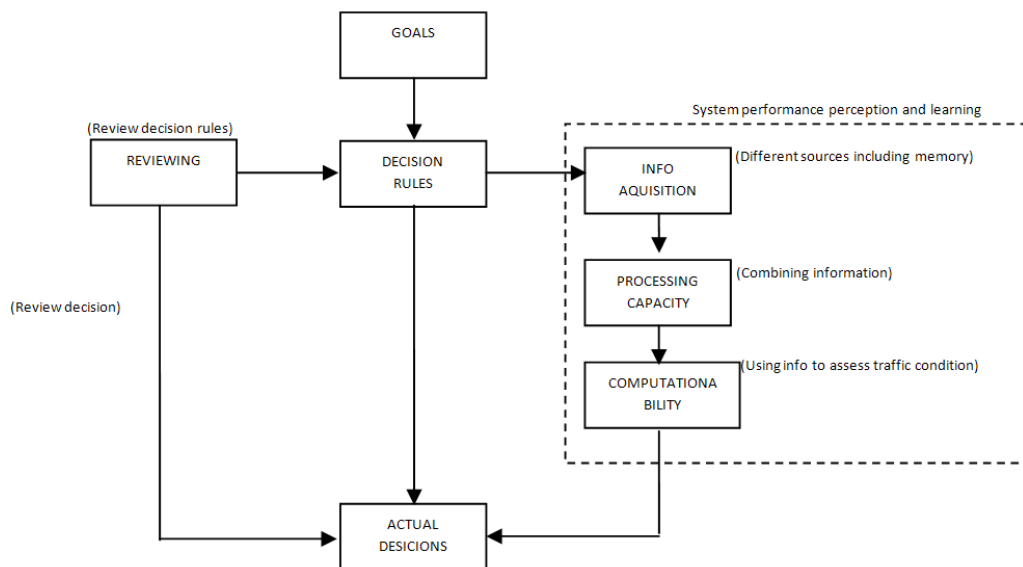 GOALS
System performance perception and learning
(Review decision rules)
REVIEWING
DECISION
RULES
INFO
AQUISITION
(Different sources including memory)
PROCESSING
CAPACITY
(Combining information)
(Review decision)
COMPUTATIONA
BILITY
(Using info to assess traffic condition)
ACTUAL
DESICIONS